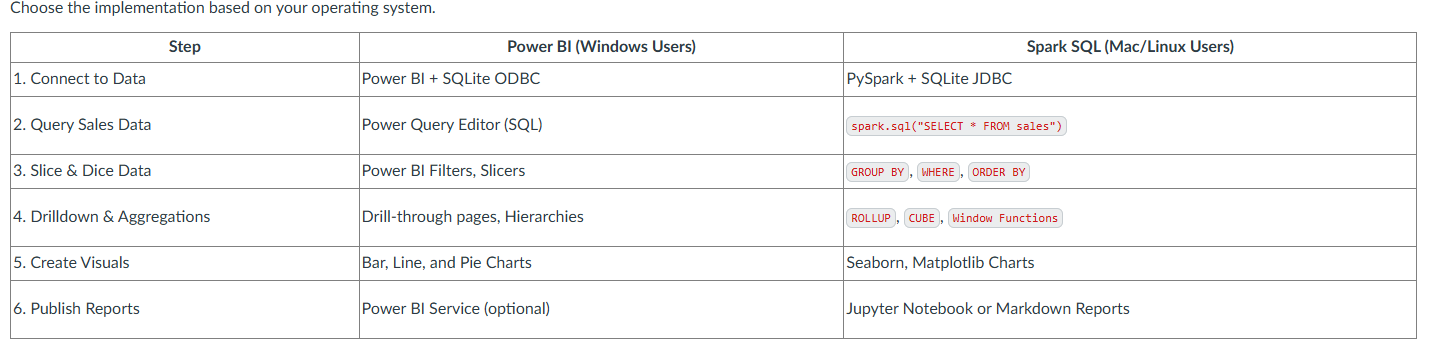 Choose the implementation based on your operating system.
Step Power BI (Windows Users) Spark SQL (Mac/Linux Users)
1. Connect to Data Power BI + SQLite ODBC PySpark + SQLite JDBC
2. Query Sales Data Power Query Editor (SQL) spark.sql("SELECT * FROM sales")
3. Slice & Dice Data Power BI Filters, Slicers GROUP BY, WHERE, ORDER BY
4. Drilldown & Aggregations Drill-through pages, Hierarchies ROLLUP, CUBE, Window Functions
5. Create Visuals Bar, Line, and Pie Charts Seaborn, Matplotlib Charts
6. Publish Reports Power BI Service (optional) Jupyter Notebook or Markdown Reports